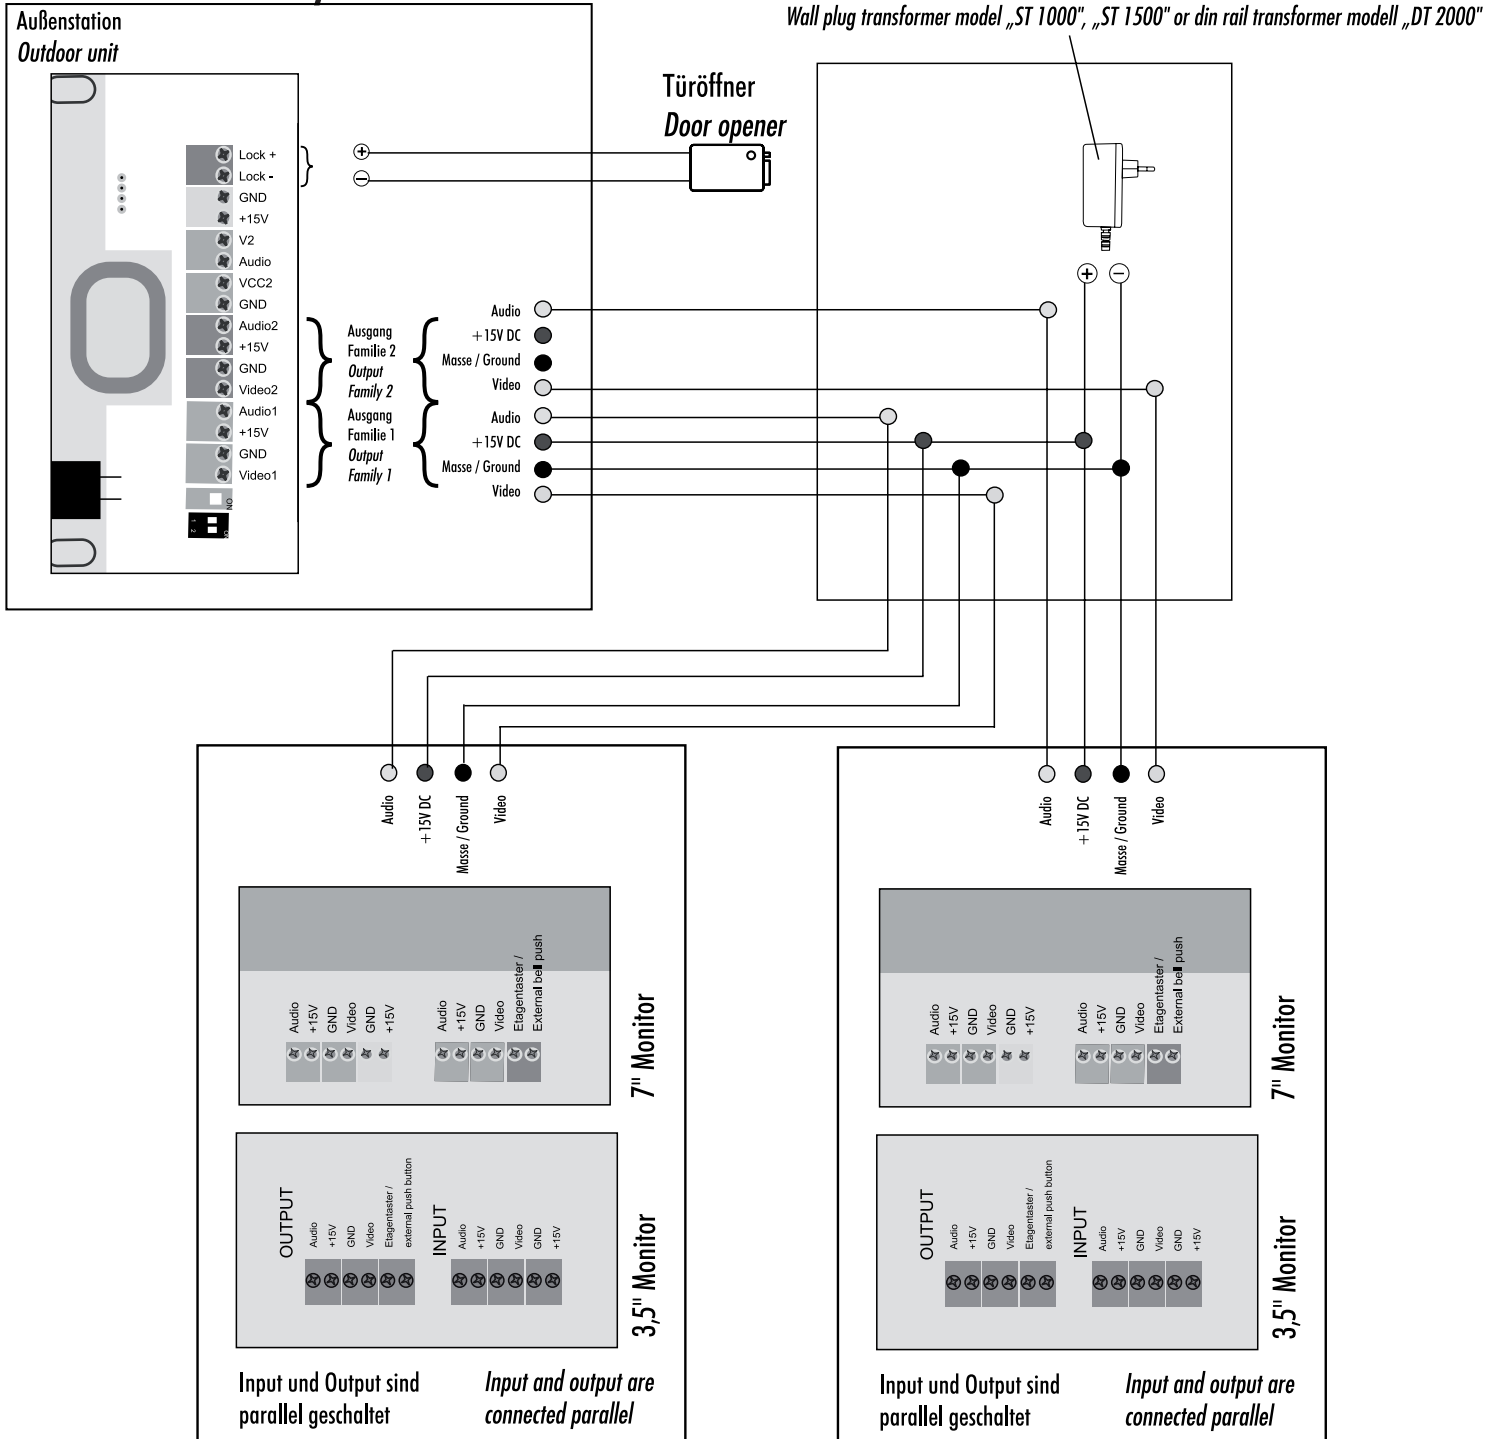 Außenstation
Outdoor unit
Wall plug transformer model „ST 1000", „ST 1500" or din rail transformer modell „DT 2000"
Türöffner
Door opener
Lock +
Lock -
GND
+15V
V2
Audio
VCC2
GND
Audio2
+15V
GND
Video2
Audio1
+15V
GND
Video1
ON
1
2
Ausgang
Familie 2
Output
Family 2
Ausgang
Familie 1
Output
Family 1
Audio
+15V DC
Masse / Ground
Video
Audio
+15V DC
Masse / Ground
Video
Audio
+15V DC
Masse / Ground
Video
Audio
+15V
GND
Video
GND
+15V
Audio
+15V
GND
Video
Etagentaster /
External bell push
7" Monitor
OUTPUT
Audio
+15V
GND
Video
Etagentaster /
external push button
INPUT
Audio
+15V
GND
Video
GND
+15V
3,5" Monitor
Input und Output sind
parallel geschaltet
Input and output are
connected parallel
Audio
+15V DC
Masse / Ground
Video
Audio
+15V
GND
Video
GND
+15V
Audio
+15V
GND
Video
Etagentaster /
External bell push
7" Monitor
OUTPUT
Audio
+15V
GND
Video
Etagentaster /
external push button
INPUT
Audio
+15V
GND
Video
GND
+15V
3,5" Monitor
Input und Output sind
parallel geschaltet
Input and output are
connected parallel